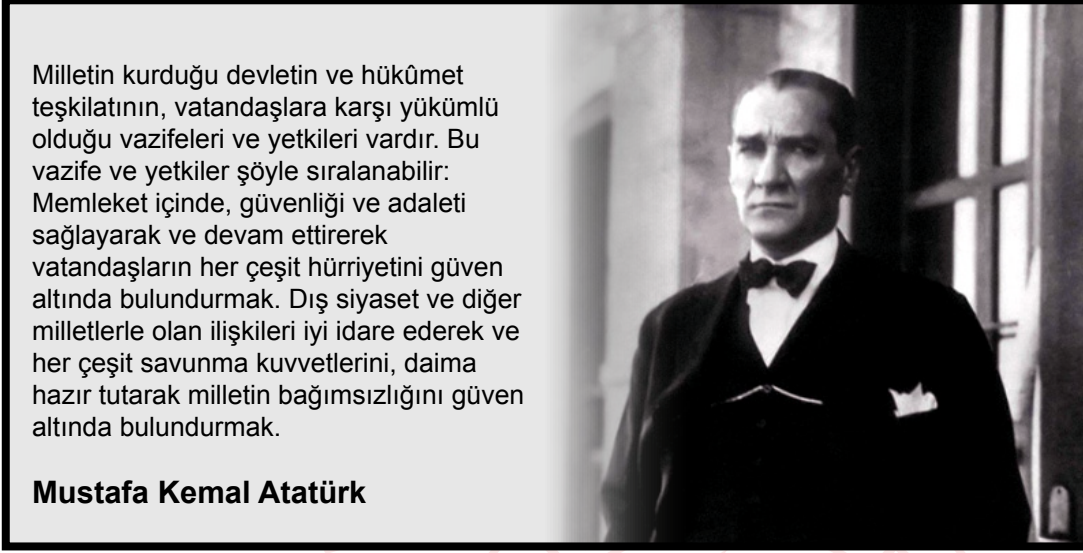 Milletin kurduğu devletin ve hükûmet
teşkilatının, vatandaşlara karşı yükümlü
olduğu vazifeleri ve yetkileri vardır. Bu
vazife ve yetkiler şöyle sıralanabilir:
Memleket içinde, güvenliği ve adaleti
sağlayarak ve devam ettirerek
vatandaşların her çeşit hürriyetini güven
altında bulundurmak. Dış siyaset ve diğer
milletlerle olan ilişkileri iyi idare ederek ve
her çeşit savunma kuvvetlerini, daima
hazır tutarak milletin bağımsızlığını güven
altında bulundurmak.
Mustafa Kemal Atatürk